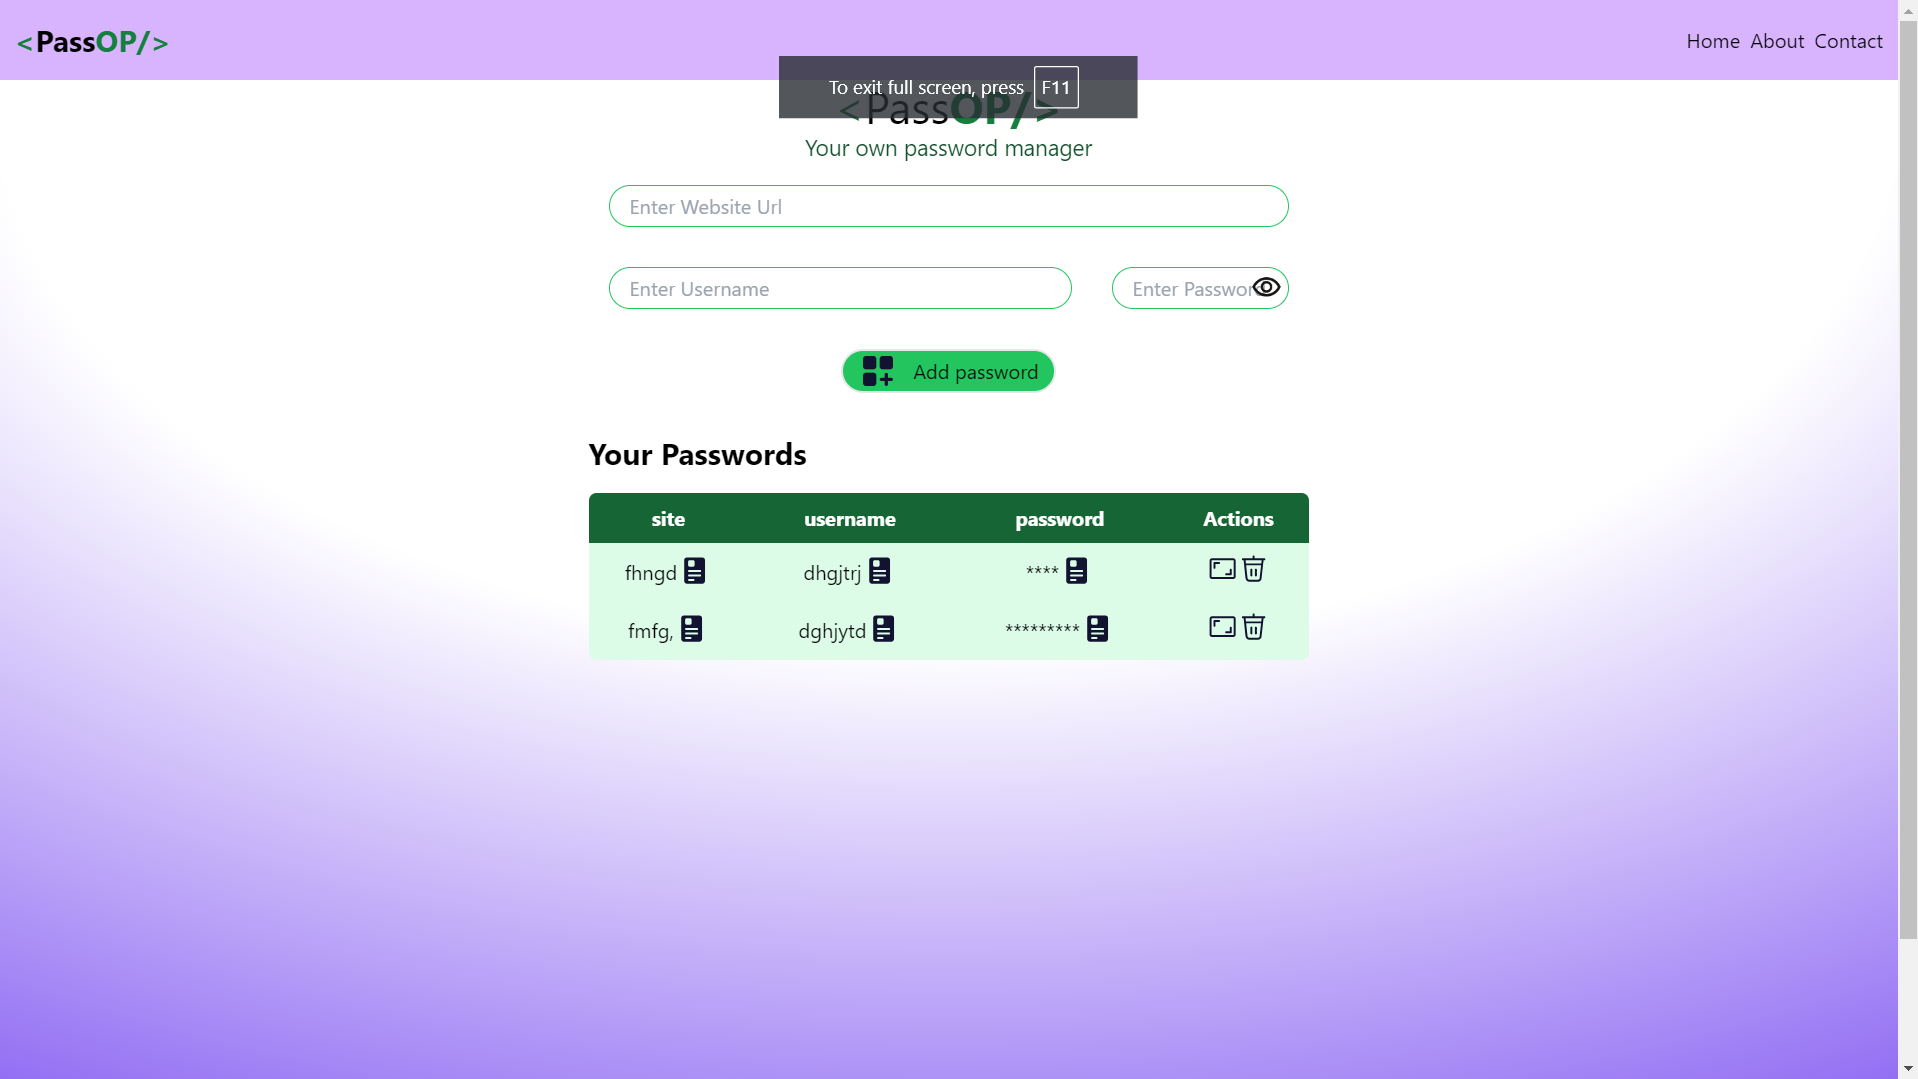 <PassOP/>
Home About Contact
To exit full screen, press F11
<PassOP/>
Your own password manager
Enter Website Url
Enter Username
Enter Passwor
Add password
Your Passwords
site username password Actions
fhngd dhgjtrj ****
fmfg, dghjytd *********